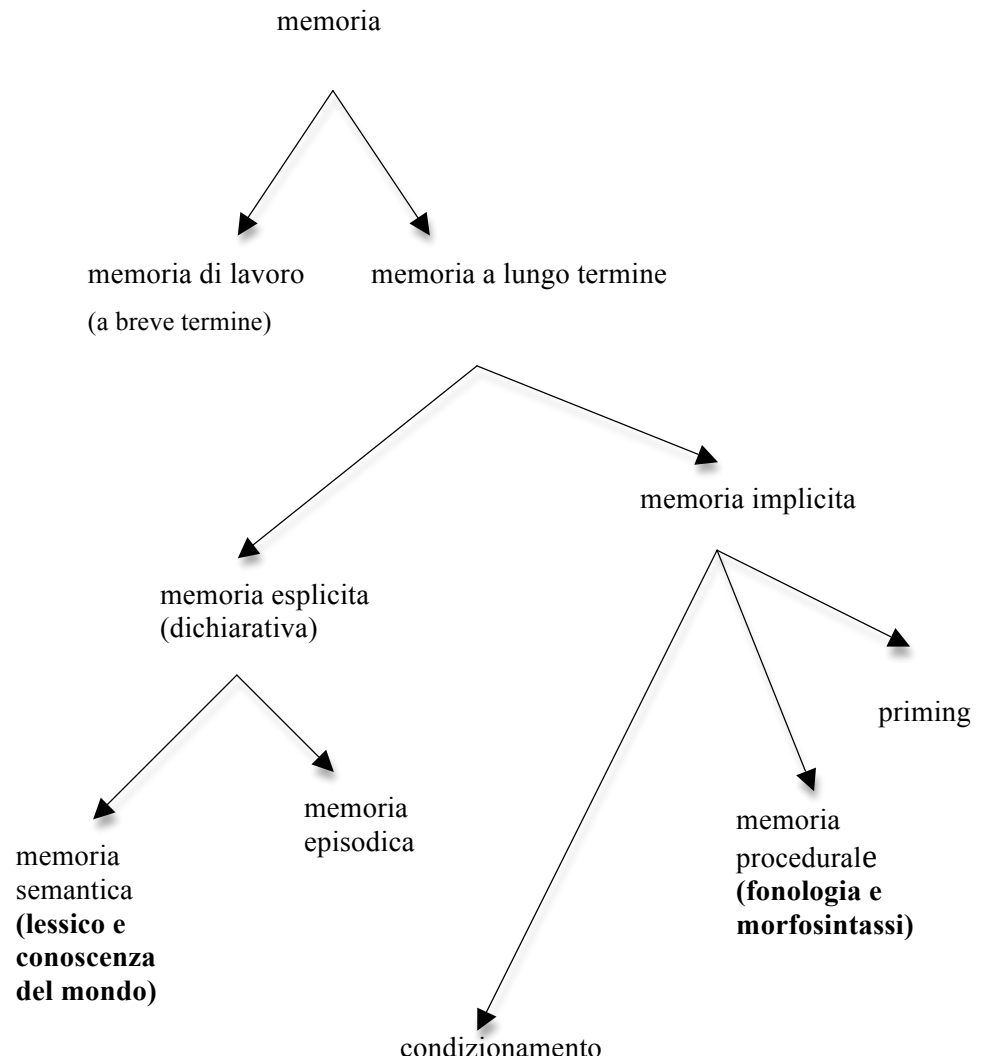 memoria
memoria di lavoro
(a breve termine)
memoria a lungo termine
memoria implicita
memoria esplicita
(dichiarativa)
priming
memoria
episodica
memoria
procedurale
(fonologia e
morfosintassi)
memoria
semantica
(lessico e
conoscenza
del mondo)
condizionamento